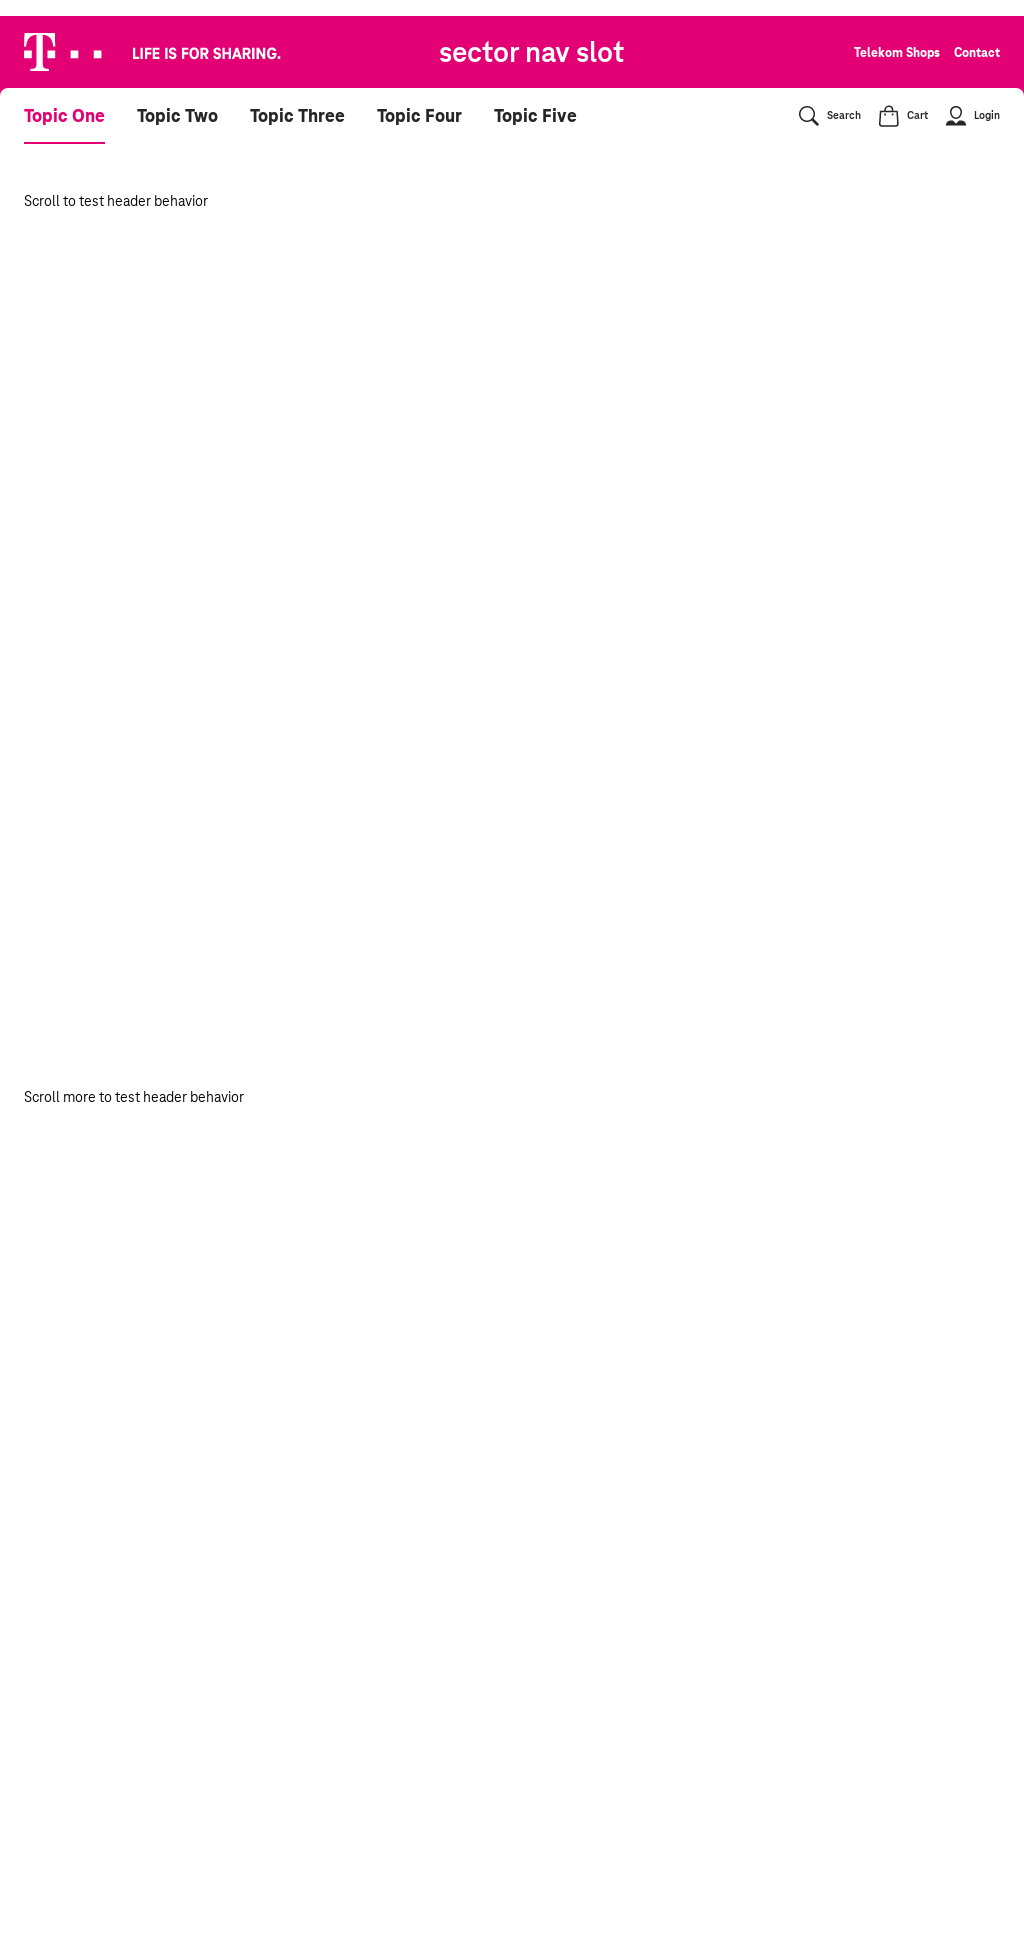 T
LIFE IS FOR SHARING.
sector nav slot
Telekom Shops
Contact
Topic One
Topic Two
Topic Three
Topic Four
Topic Five
Search
Cart
Login
Scroll to test header behavior
Scroll more to test header behavior